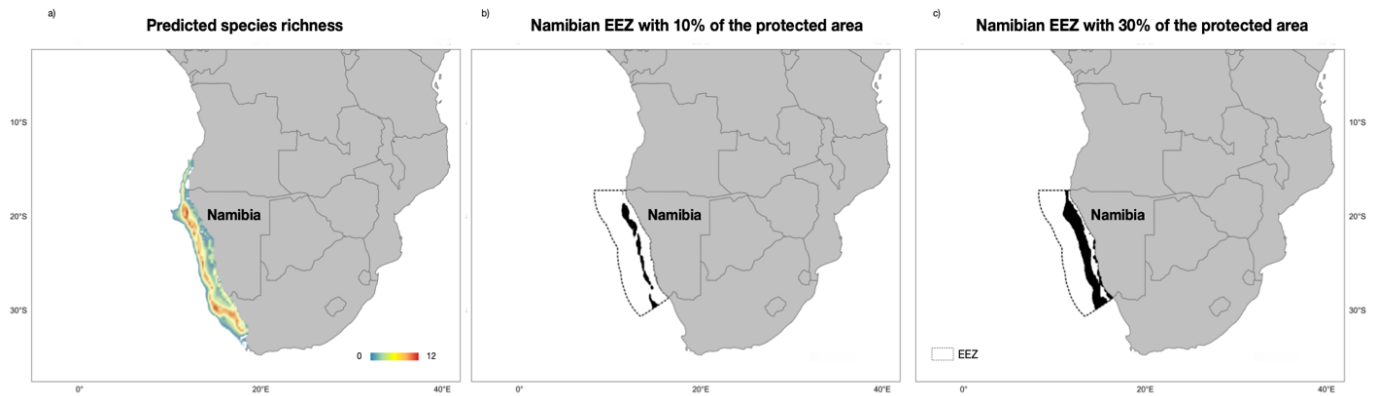 a)
Predicted species richness
b)
Namibian EEZ with 10% of the protected area
c)
Namibian EEZ with 30% of the protected area
10°S
20°S
30°S
Namibia
0
12
0°
20°E
40°E
Namibia
0°
20°E
40°E
Namibia
EEZ
10°S
20°S
30°S
0°
20°E
40°E